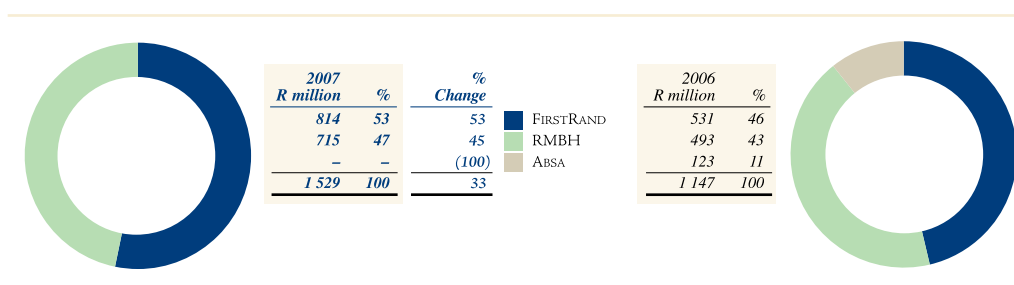 2007 % 2006
R million % Change R million %
814 53 53 FIRSTRAND 531 46
715 47 45 RMBH 493 43
– – (100) ABSA 123 11
1 529 100 33 1 147 100